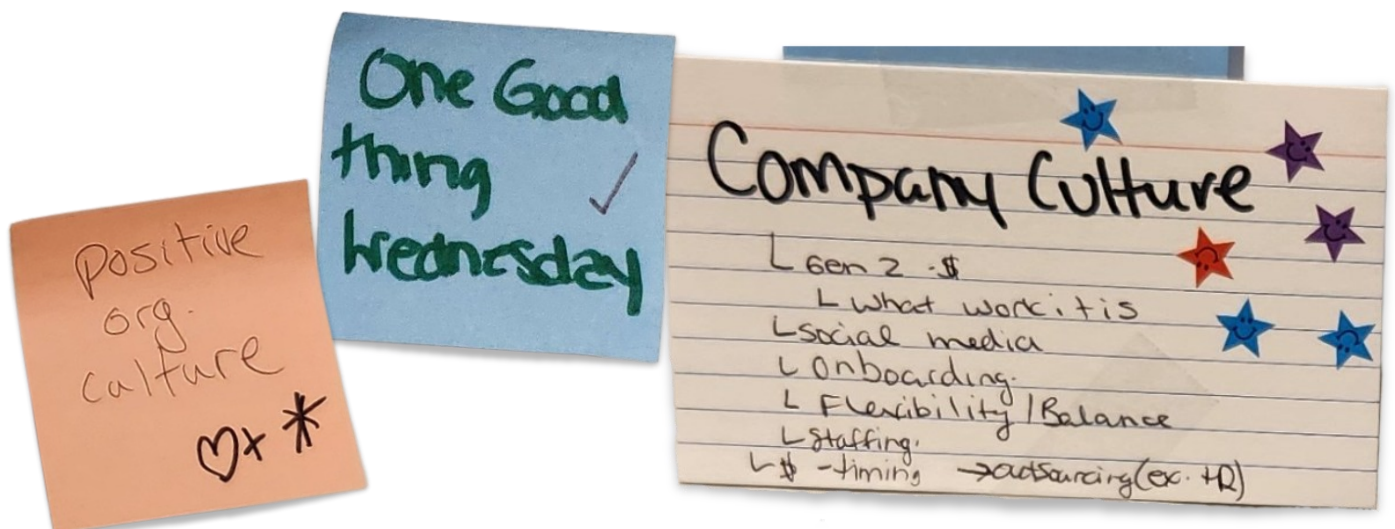 positive
org.
culture
♡+ *
One Good
thing
Wednesday
Company Culture
Gen Z - $
What work it is
social media
Onboarding.
Flexibility / Balance
Staffing.
$ - timing → outsourcing (ex. HR)